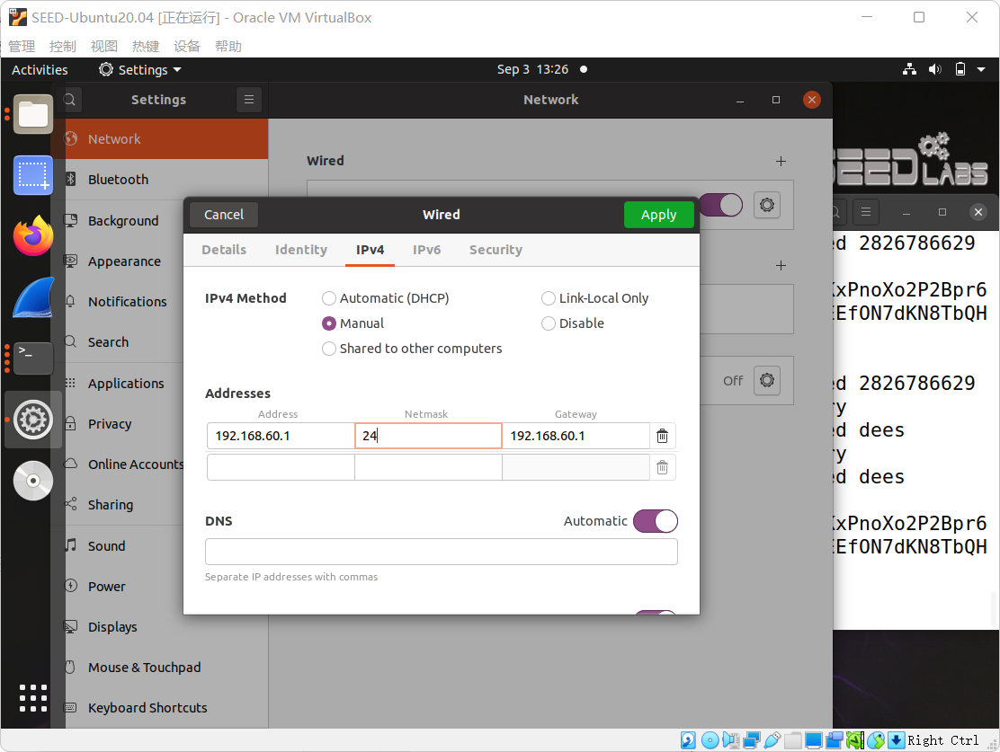 SEED-Ubuntu20.04 [正在运行] - Oracle VM VirtualBox
管理 控制 视图 热键 设备 帮助
Activities Settings Sep 3 13:26
Settings Network
Network
Bluetooth
Background
Appearance
Notifications
Search
Applications
Privacy
Online Accounts
Sharing
Sound
Power
Displays
Mouse & Touchpad
Keyboard Shortcuts
Wired
Off
Cancel Wired Apply
Details Identity IPv4 IPv6 Security
IPv4 Method Automatic (DHCP) Link-Local Only
Manual Disable
Shared to other computers
Addresses
Address Netmask Gateway
192.168.60.1 24 192.168.60.1
DNS Automatic
Separate IP addresses with commas
SEED LABS
ed 2826786629
xPnoXo2P2Bpr6
EfON7dKN8TbQH
ed 2826786629
ry
ed dees
ry
ed dees
xPnoXo2P2Bpr6
EfON7dKN8TbQH
Right Ctrl